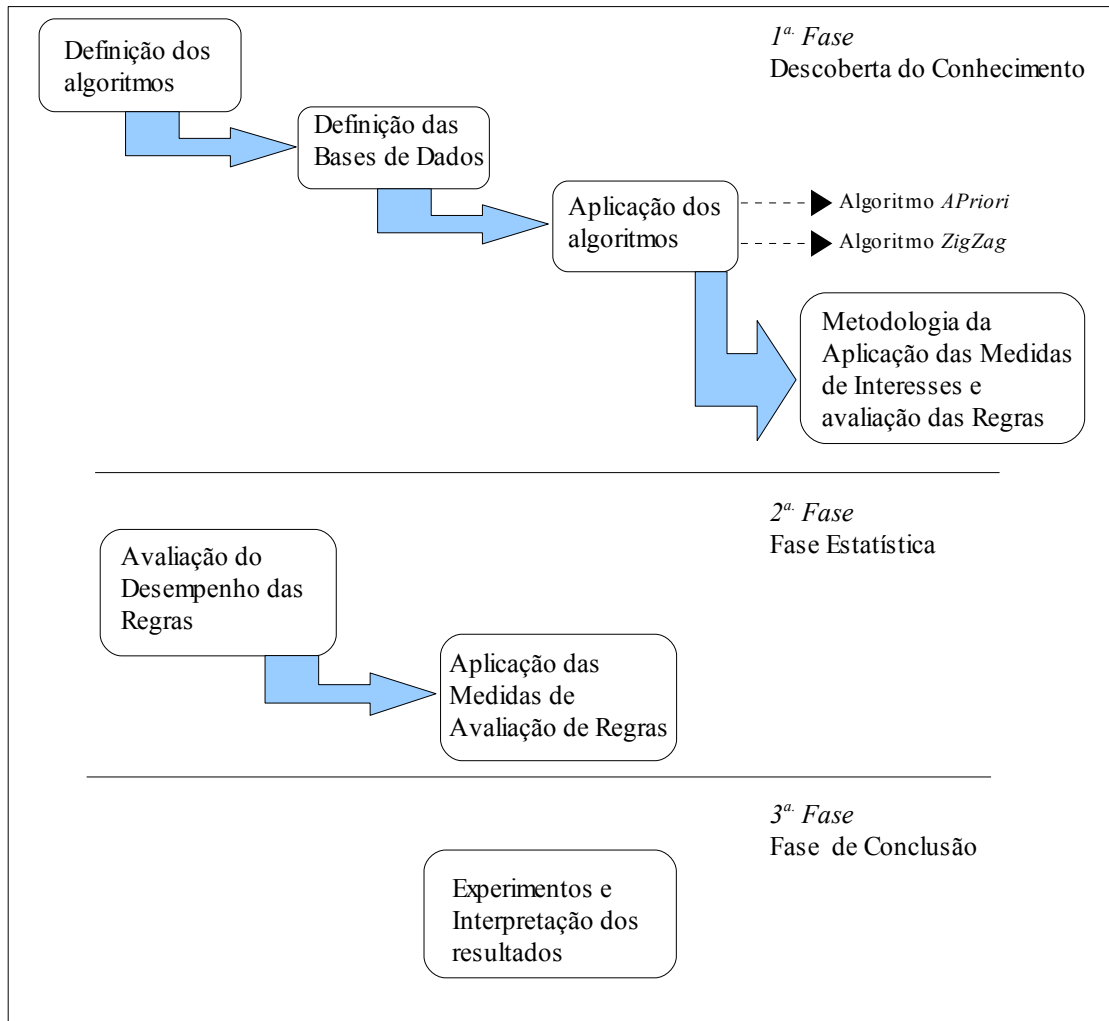 Definição dos
algoritmos
1ª. Fase
Descoberta do Conhecimento
Definição das
Bases de Dados
Aplicação dos
algoritmos
Algoritmo APriori
Algoritmo ZigZag
Metodologia da
Aplicação das Medidas
de Interesses e
avaliação das Regras
2ª. Fase
Fase Estatística
Avaliação do
Desempenho das
Regras
Aplicação das
Medidas de
Avaliação de Regras
3ª. Fase
Fase de Conclusão
Experimentos e
Interpretação dos
resultados